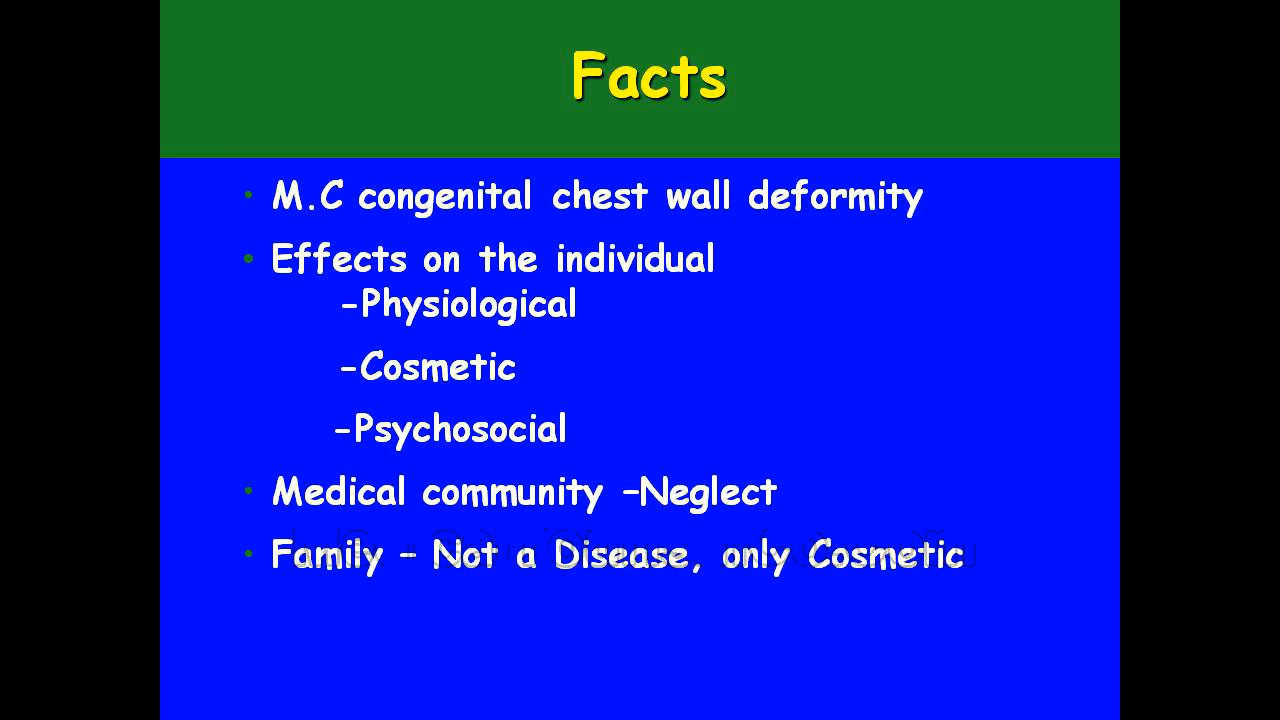 Facts
• M.C congenital chest wall deformity
• Effects on the individual
-Physiological
-Cosmetic
-Psychosocial
• Medical community –Neglect
• Family – Not a Disease, only Cosmetic